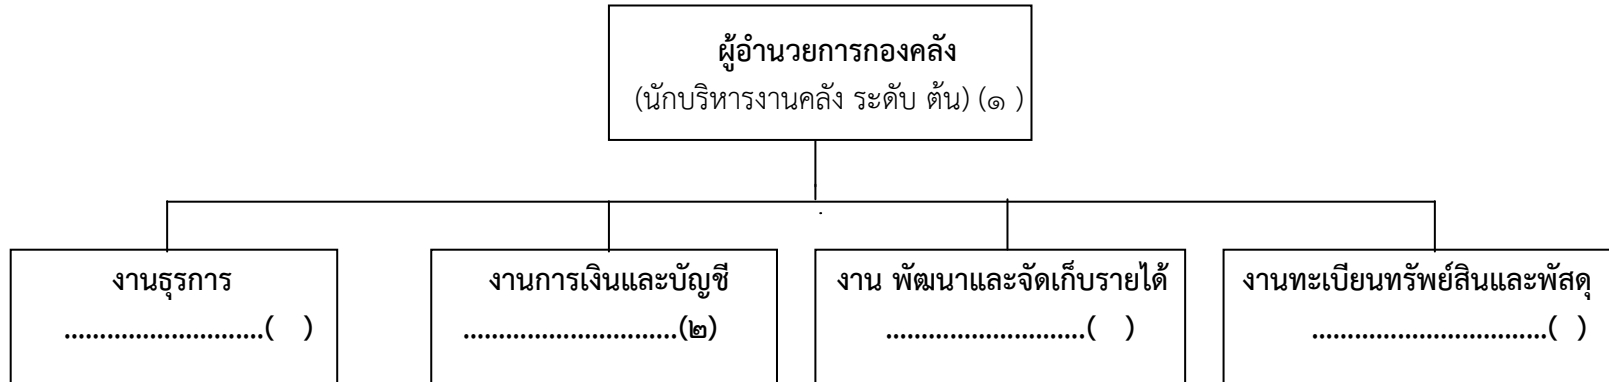 ผู้อำนวยการกองคลัง
(นักบริหารงานคลัง ระดับ ต้น) (๑ )
งานธุรการ
............................(   )
งานการเงินและบัญชี
..............................(๒)
งาน พัฒนาและจัดเก็บรายได้
............................(   )
งานทะเบียนทรัพย์สินและพัสดุ
.................................(  )